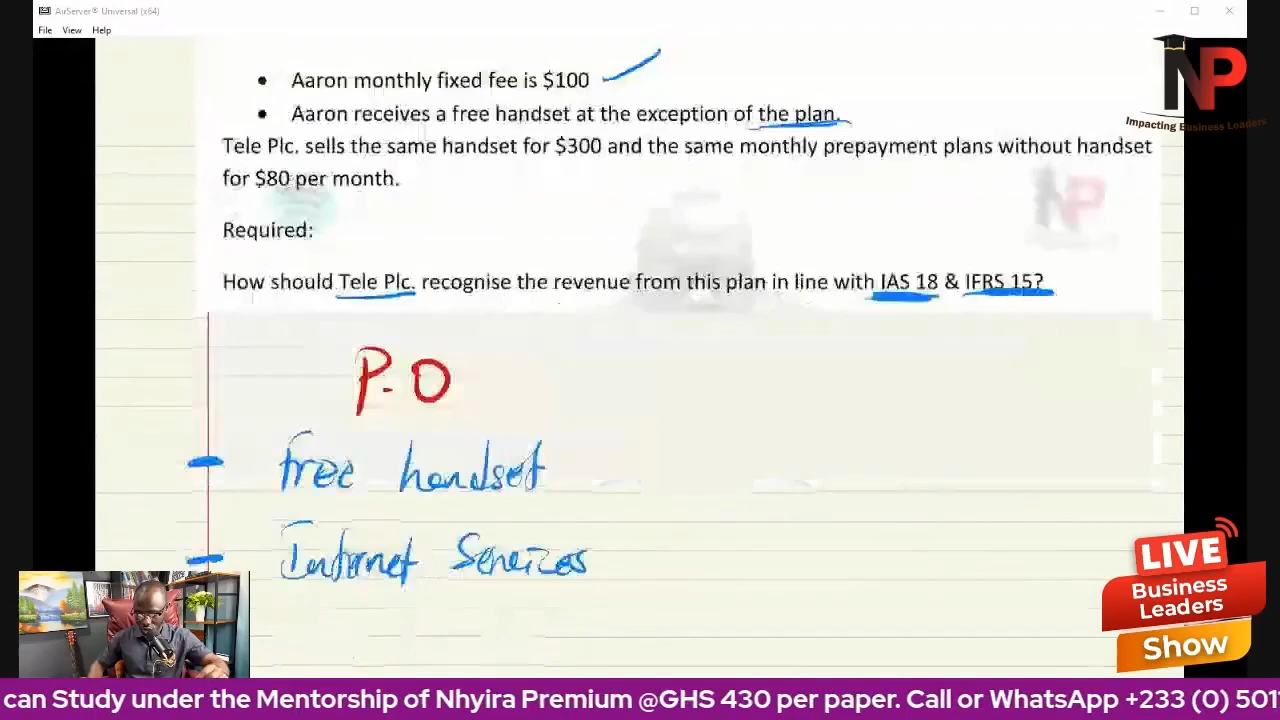 AirServer® Universal (x64)
File View Help
• Aaron monthly fixed fee is $100
• Aaron receives a free handset at the exception of the plan.
Tele Plc. sells the same handset for $300 and the same monthly prepayment plans without handset
for $80 per month.
Required:
How should Tele Plc. recognise the revenue from this plan in line with IAS 18 & IFRS 15?
P.O
- free handset
- Internet Services
NP
Impacting Business Leaders
LIVE
Business
Leaders
Show
can Study under the Mentorship of Nhyira Premium @GHS 430 per paper. Call or WhatsApp +233 (0) 501